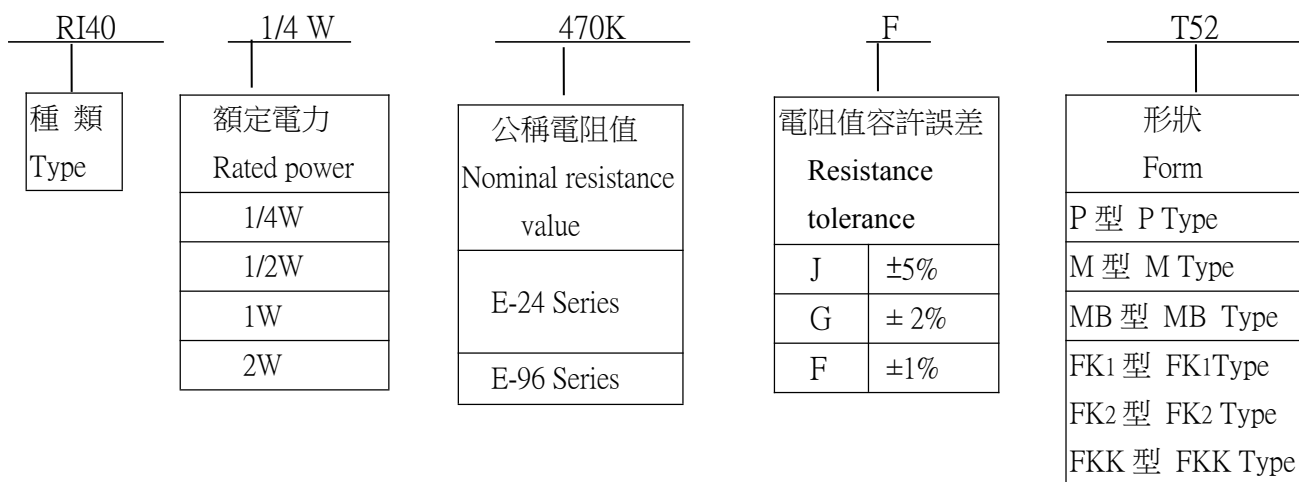 RI40 1/4 W 470K F T52
種 類
Type
額定電力
Rated power
1/4W
1/2W
1W
2W
公稱電阻值
Nominal resistance
value
E-24 Series
E-96 Series
電阻值容許誤差
Resistance
tolerance
J ±5%
G ± 2%
F ±1%
形狀
Form
P 型 P Type
M 型 M Type
MB 型 MB Type
FK1 型 FK1Type
FK2 型 FK2 Type
FKK 型 FKK Type